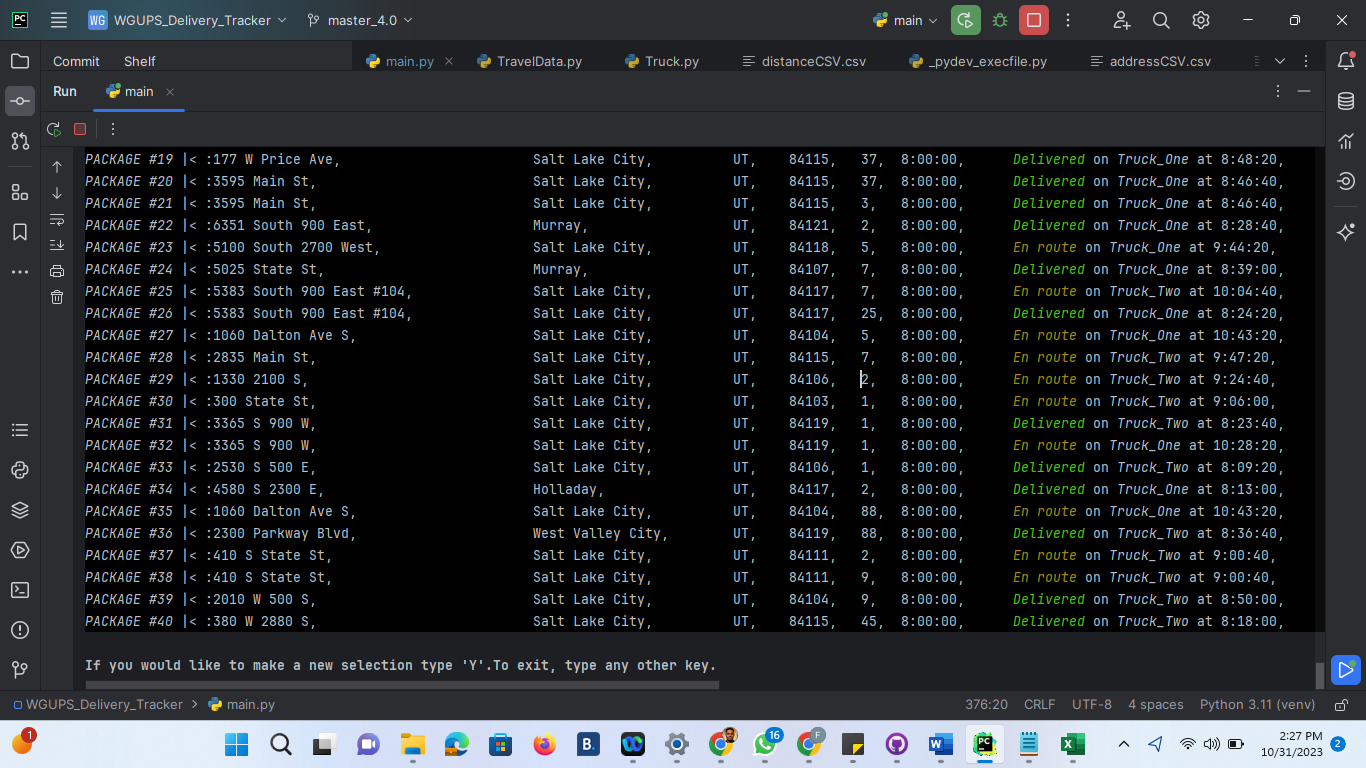 WG WGUPS_Delivery_Tracker master_4.0 main
Commit Shelf main.py TravelData.py Truck.py distanceCSV.csv _pydev_execfile.py addressCSV.csv
Run main
PACKAGE #19 |< :177 W Price Ave, Salt Lake City, UT, 84115, 37, 8:00:00, Delivered on Truck_One at 8:48:20,
PACKAGE #20 |< :3595 Main St, Salt Lake City, UT, 84115, 37, 8:00:00, Delivered on Truck_One at 8:46:40,
PACKAGE #21 |< :3595 Main St, Salt Lake City, UT, 84115, 3, 8:00:00, Delivered on Truck_One at 8:46:40,
PACKAGE #22 |< :6351 South 900 East, Murray, UT, 84121, 2, 8:00:00, Delivered on Truck_One at 8:28:40,
PACKAGE #23 |< :5100 South 2700 West, Salt Lake City, UT, 84118, 5, 8:00:00, En route on Truck_One at 9:44:20,
PACKAGE #24 |< :5025 State St, Murray, UT, 84107, 7, 8:00:00, Delivered on Truck_One at 8:39:00,
PACKAGE #25 |< :5383 South 900 East #104, Salt Lake City, UT, 84117, 7, 8:00:00, En route on Truck_Two at 10:04:40,
PACKAGE #26 |< :5383 South 900 East #104, Salt Lake City, UT, 84117, 25, 8:00:00, Delivered on Truck_One at 8:24:20,
PACKAGE #27 |< :1060 Dalton Ave S, Salt Lake City, UT, 84104, 5, 8:00:00, En route on Truck_One at 10:43:20,
PACKAGE #28 |< :2835 Main St, Salt Lake City, UT, 84115, 7, 8:00:00, En route on Truck_Two at 9:47:20,
PACKAGE #29 |< :1330 2100 S, Salt Lake City, UT, 84106, 2, 8:00:00, En route on Truck_Two at 9:24:40,
PACKAGE #30 |< :300 State St, Salt Lake City, UT, 84103, 1, 8:00:00, En route on Truck_Two at 9:06:00,
PACKAGE #31 |< :3365 S 900 W, Salt Lake City, UT, 84119, 1, 8:00:00, Delivered on Truck_Two at 8:23:40,
PACKAGE #32 |< :3365 S 900 W, Salt Lake City, UT, 84119, 1, 8:00:00, En route on Truck_One at 10:28:20,
PACKAGE #33 |< :2530 S 500 E, Salt Lake City, UT, 84106, 1, 8:00:00, Delivered on Truck_Two at 8:09:20,
PACKAGE #34 |< :4580 S 2300 E, Holladay, UT, 84117, 2, 8:00:00, Delivered on Truck_One at 8:13:00,
PACKAGE #35 |< :1060 Dalton Ave S, Salt Lake City, UT, 84104, 88, 8:00:00, En route on Truck_One at 10:43:20,
PACKAGE #36 |< :2300 Parkway Blvd, West Valley City, UT, 84119, 88, 8:00:00, Delivered on Truck_Two at 8:36:40,
PACKAGE #37 |< :410 S State St, Salt Lake City, UT, 84111, 2, 8:00:00, En route on Truck_Two at 9:00:40,
PACKAGE #38 |< :410 S State St, Salt Lake City, UT, 84111, 9, 8:00:00, En route on Truck_Two at 9:00:40,
PACKAGE #39 |< :2010 W 500 S, Salt Lake City, UT, 84104, 9, 8:00:00, Delivered on Truck_Two at 8:50:00,
PACKAGE #40 |< :380 W 2880 S, Salt Lake City, UT, 84115, 45, 8:00:00, Delivered on Truck_Two at 8:18:00,
If you would like to make a new selection type 'Y'.To exit, type any other key.
WGUPS_Delivery_Tracker > main.py 376:20 CRLF UTF-8 4 spaces Python 3.11 (venv)
1 16 F 2:27 PM
10/31/2023 2